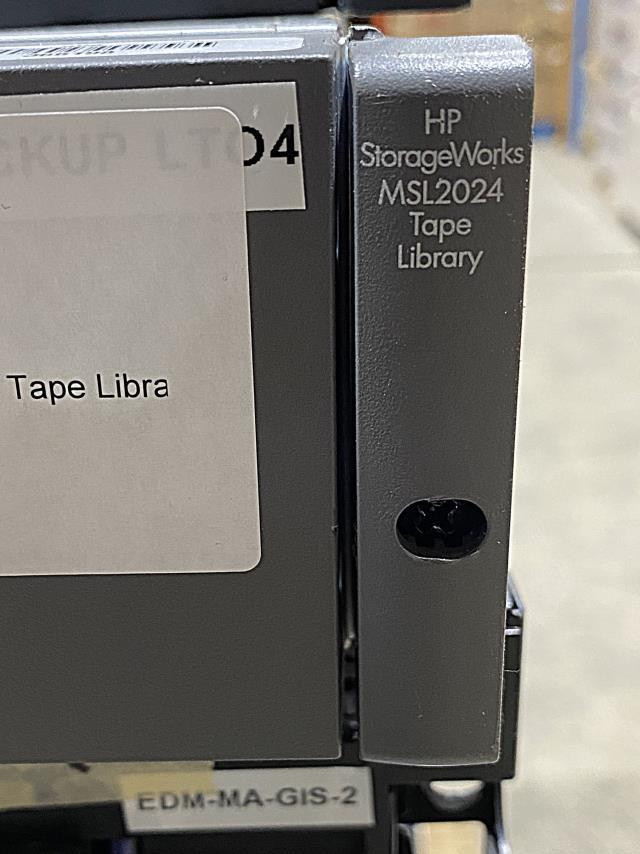 CKUP LTO4
HP
StorageWorks
MSL2024
Tape
Library
Tape Libra
EDM-MA-GIS-2